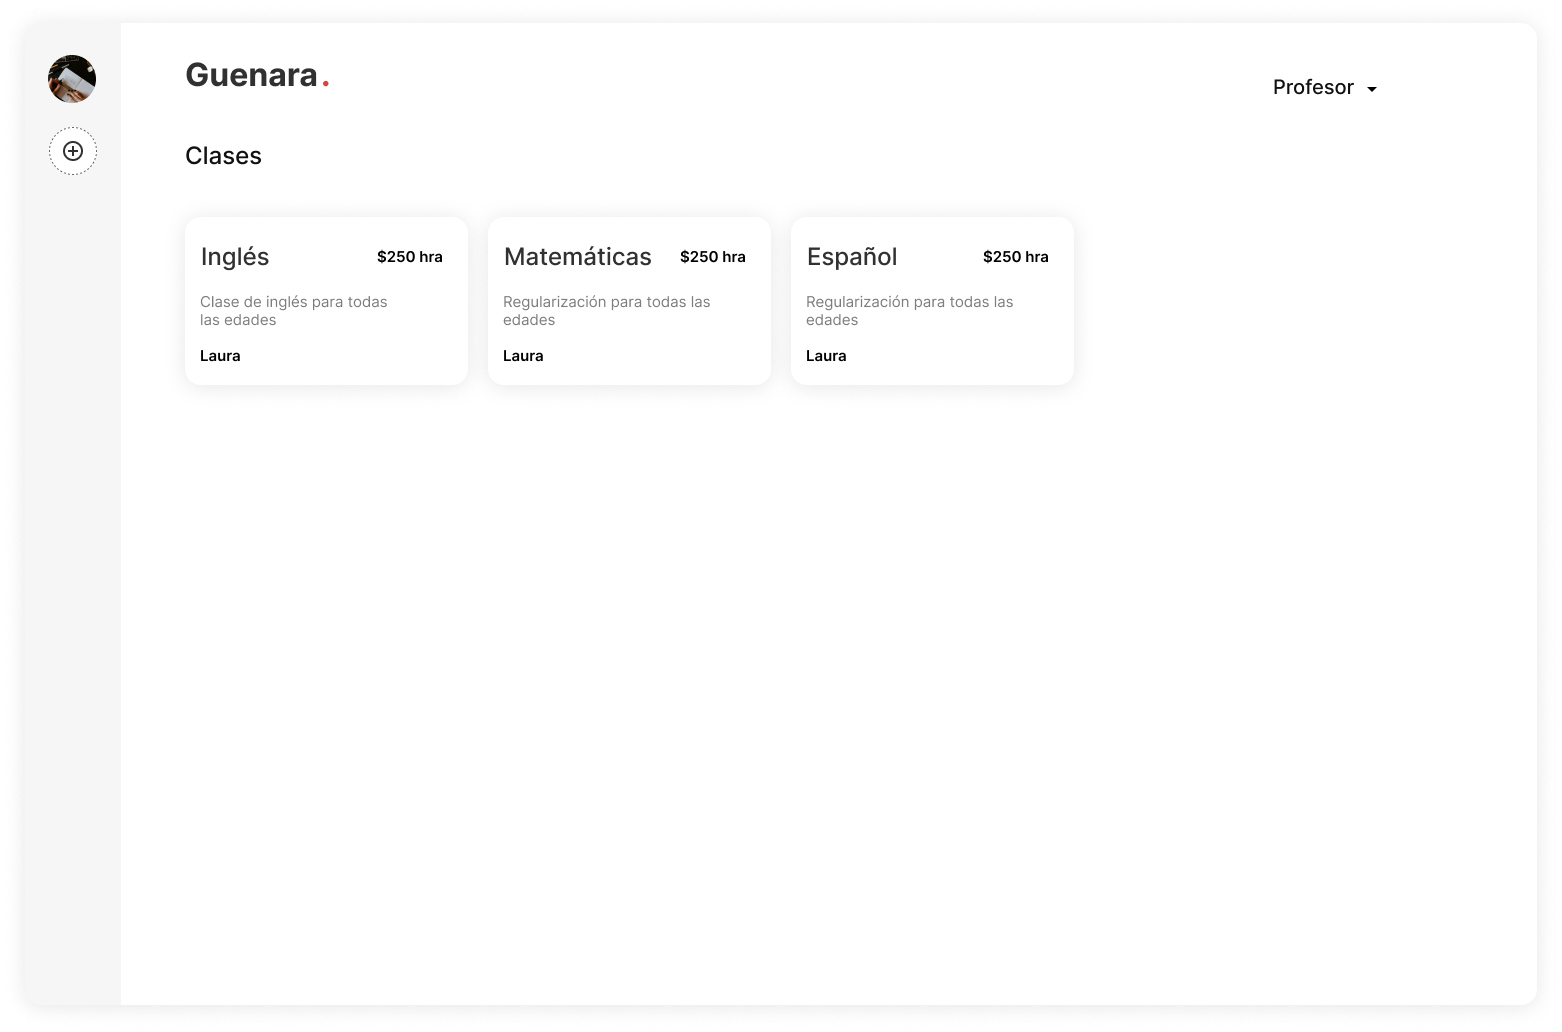 Guenara.
Profesor
Clases
Inglés
$250 hra
Clase de inglés para todas
las edades
Laura
Matemáticas
$250 hra
Regularización para todas las
edades
Laura
Español
$250 hra
Regularización para todas las
edades
Laura